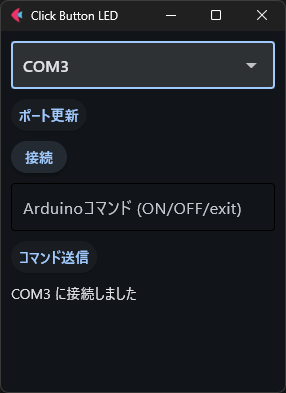 Click Button LED
COM3
ポート更新
接続
Arduinoコマンド (ON/OFF/exit)
コマンド送信
COM3 に接続しました